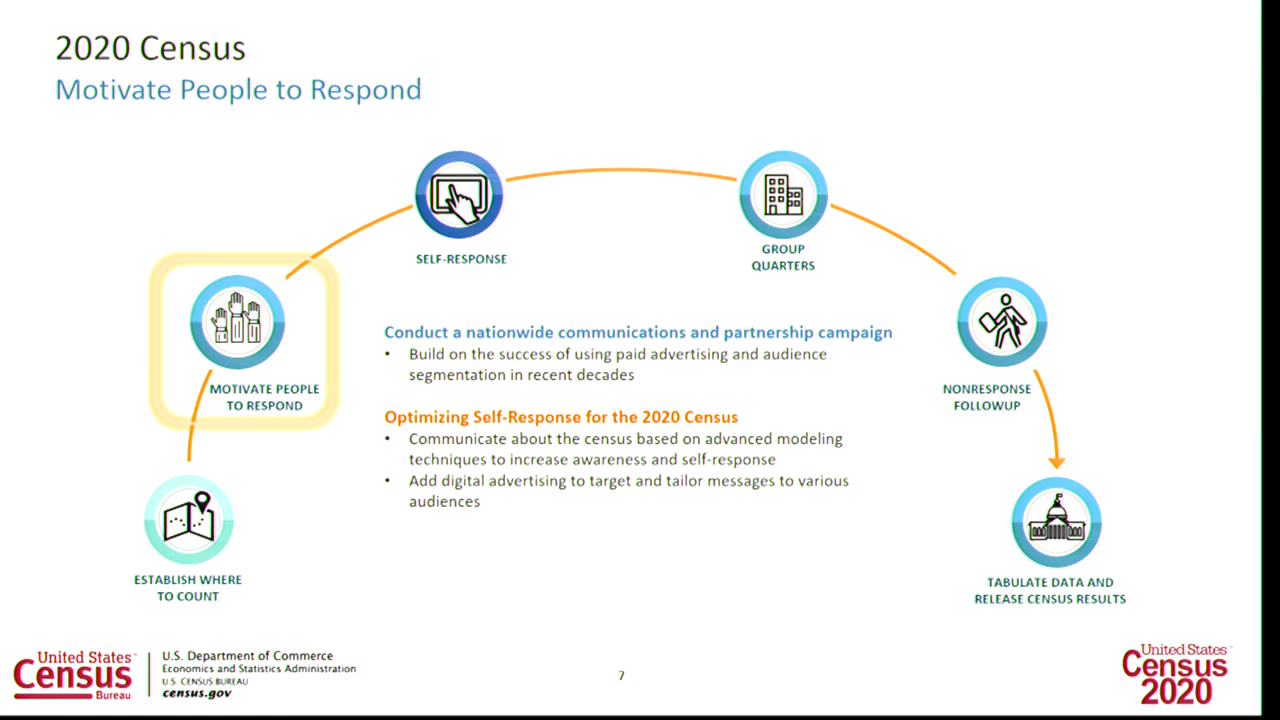 2020 Census
Motivate People to Respond
SELF-RESPONSE
GROUP
QUARTERS
MOTIVATE PEOPLE
TO RESPOND
Conduct a nationwide communications and partnership campaign
• Build on the success of using paid advertising and audience
segmentation in recent decades
Optimizing Self-Response for the 2020 Census
• Communicate about the census based on advanced modeling
techniques to increase awareness and self-response
• Add digital advertising to target and tailor messages to various
audiences
NONRESPONSE
FOLLOWUP
ESTABLISH WHERE
TO COUNT
TABULATE DATA AND
RELEASE CENSUS RESULTS
United States
Census
Bureau
U.S. Department of Commerce
Economics and Statistics Administration
U.S. CENSUS BUREAU
census.gov
7
United States
Census
2020